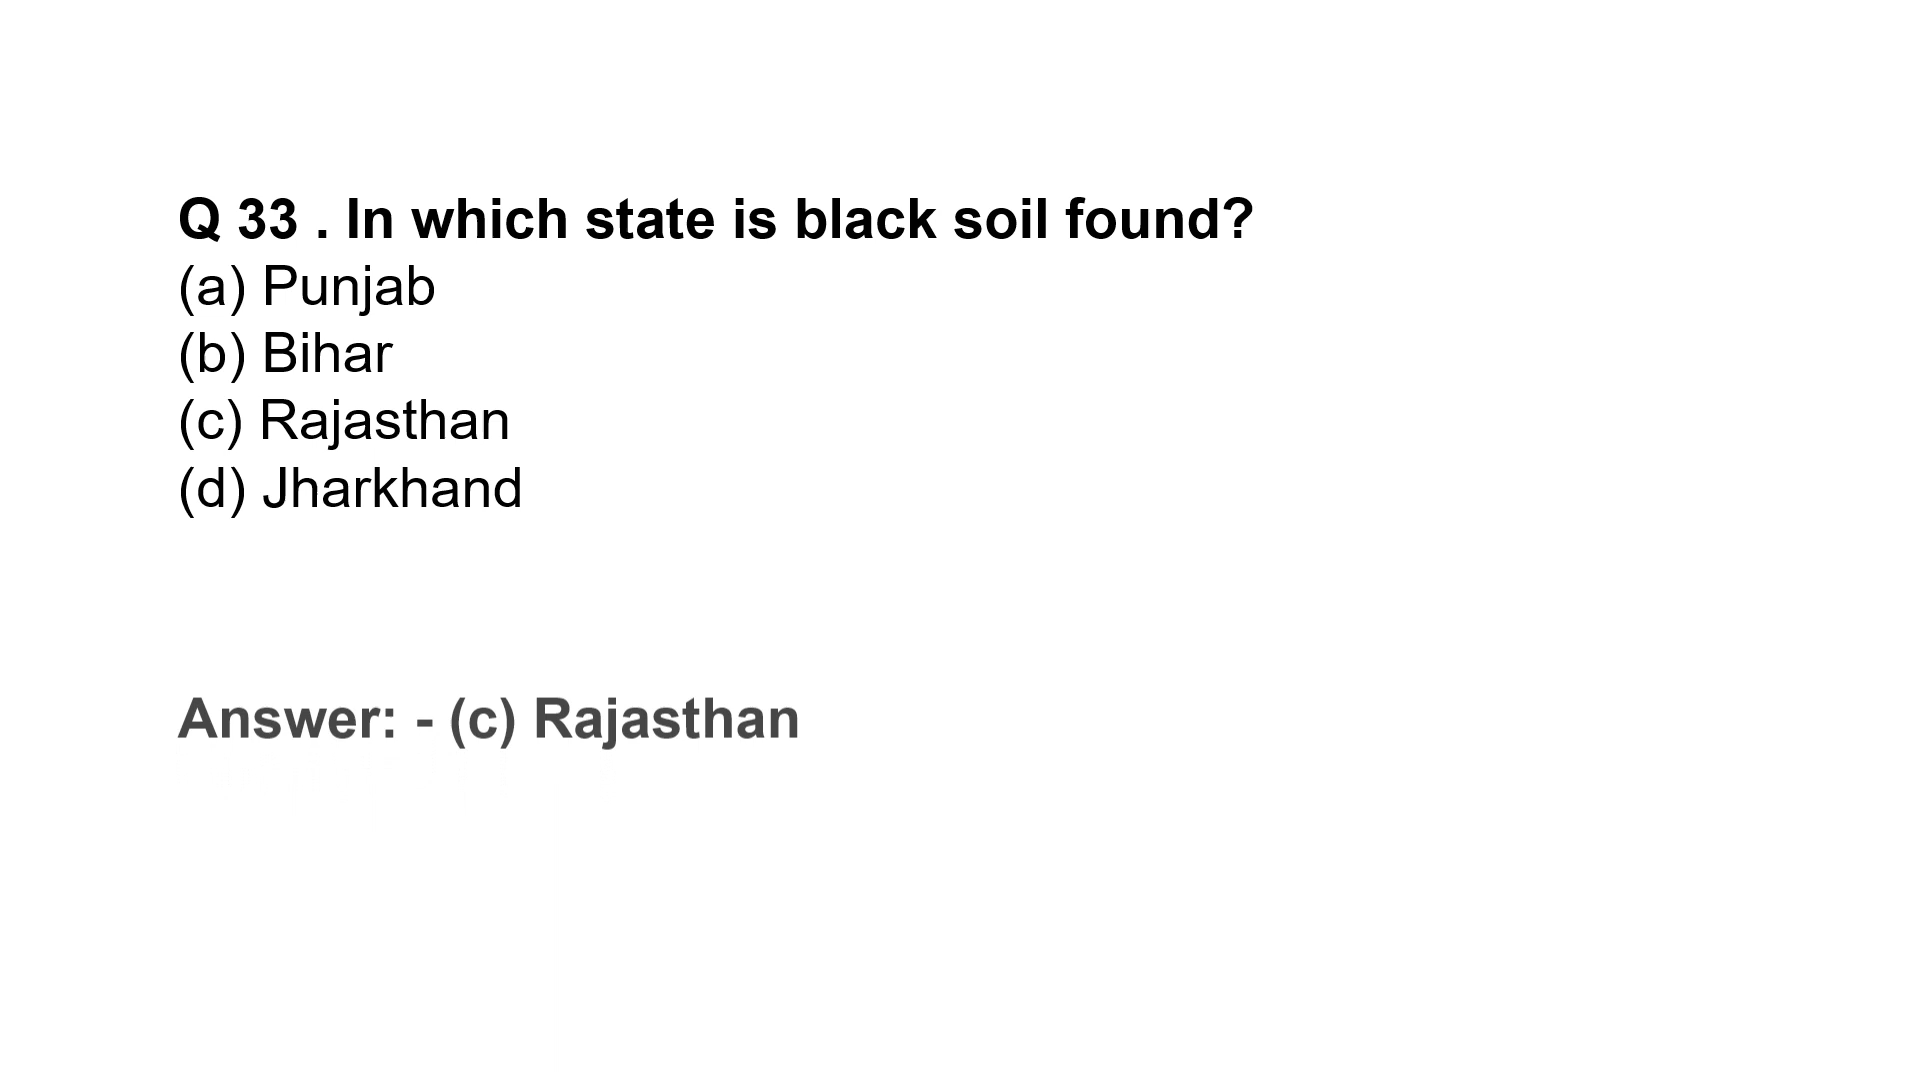 Q 33 . In which state is black soil found?
(a) Punjab
(b) Bihar
(c) Rajasthan
(d) Jharkhand
Answer: - (c) Rajasthan